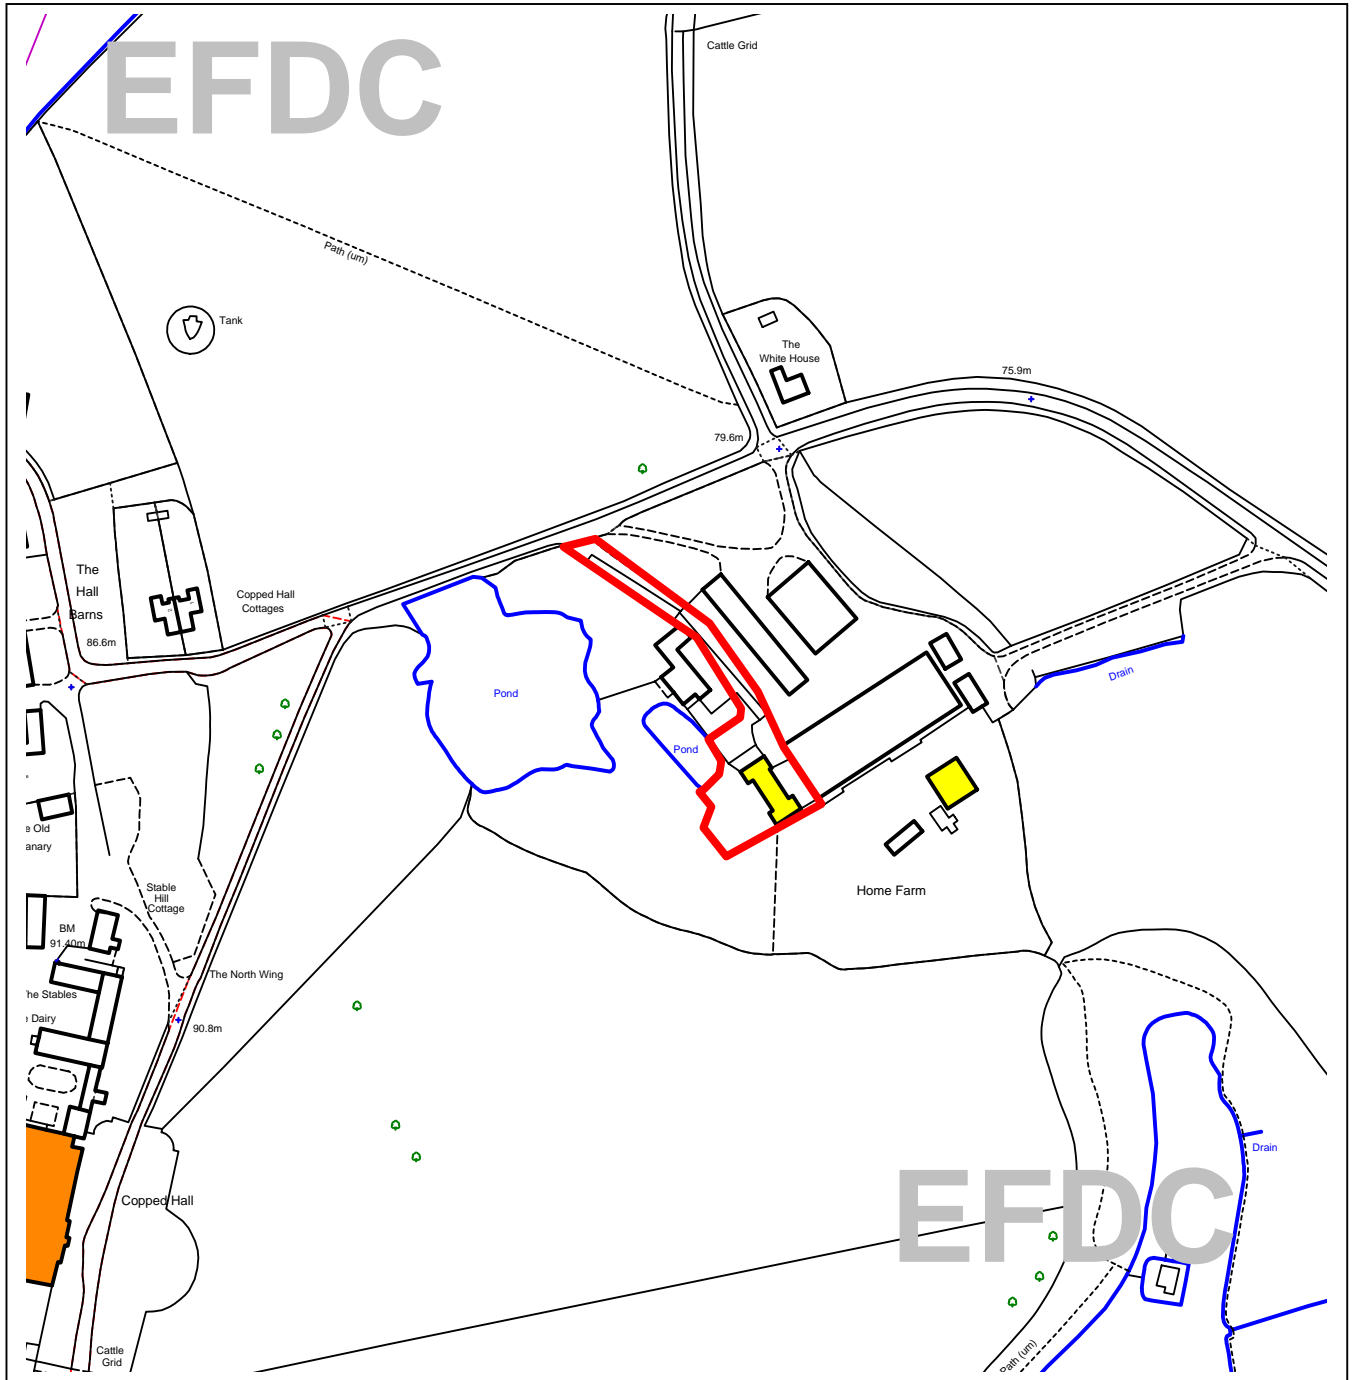 EFDC
Cattle Grid
Path (um)
Tank
The
White House
75.9m
79.6m
The
Hall
Barns
Copped Hall
Cottages
86.6m
Pond
Drain
Pond
Old
Home Farm
Stable
Hill
Cottage
BM
91.40m
The North Wing
The Stables
Dairy
90.8m
Drain
EFDC
Copped Hall
Cattle
Grid
Path (um)